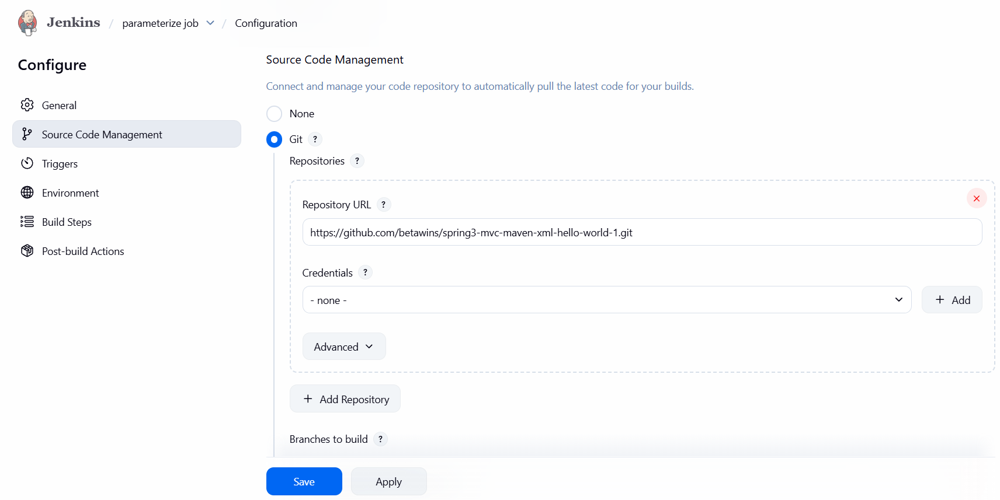 Jenkins / parameterize job / Configuration
Configure
General
Source Code Management
Triggers
Environment
Build Steps
Post-build Actions
Source Code Management
Connect and manage your code repository to automatically pull the latest code for your builds.
None
Git ?
Repositories ?
Repository URL ?
https://github.com/betawins/spring3-mvc-maven-xml-hello-world-1.git
Credentials ?
- none -
+ Add
Advanced
+ Add Repository
Branches to build ?
Save
Apply